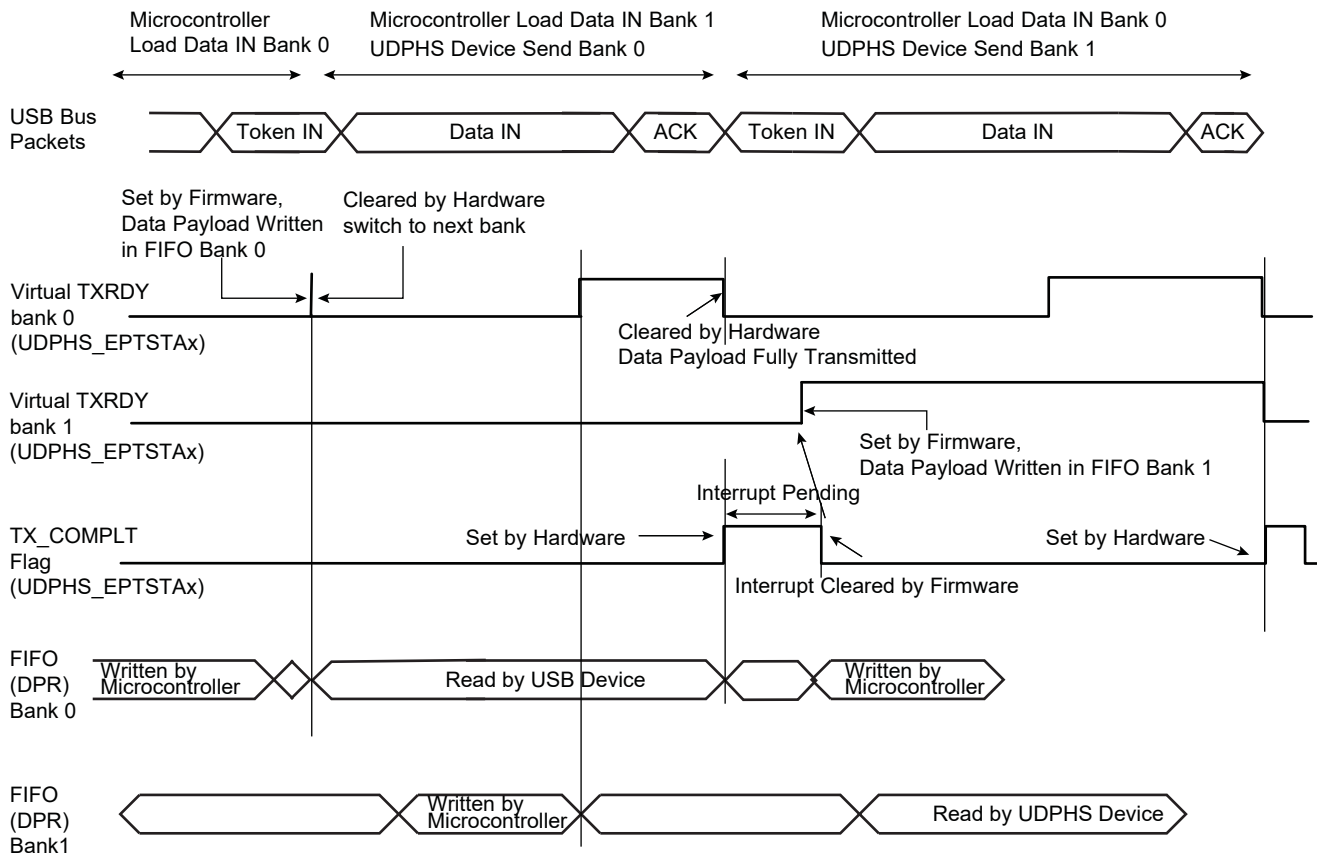 Microcontroller
Load Data IN Bank 0
Microcontroller Load Data IN Bank 1
UDPHS Device Send Bank 0
Microcontroller Load Data IN Bank 0
UDPHS Device Send Bank 1
USB Bus
Packets
Token IN
Data IN
ACK
Token IN
Data IN
ACK
Set by Firmware,
Data Payload Written
in FIFO Bank 0
Cleared by Hardware
switch to next bank
Virtual TXRDY
bank 0
(UDPHS_EPTSTAx)
Cleared by Hardware
Data Payload Fully Transmitted
Virtual TXRDY
bank 1
(UDPHS_EPTSTAx)
Set by Firmware,
Data Payload Written in FIFO Bank 1
Interrupt Pending
TX_COMPLT
Flag
(UDPHS_EPTSTAx)
Set by Hardware
Set by Hardware
Interrupt Cleared by Firmware
FIFO
(DPR)
Bank 0
Written by
Microcontroller
Read by USB Device
Written by
Microcontroller
FIFO
(DPR)
Bank1
Written by
Microcontroller
Read by UDPHS Device